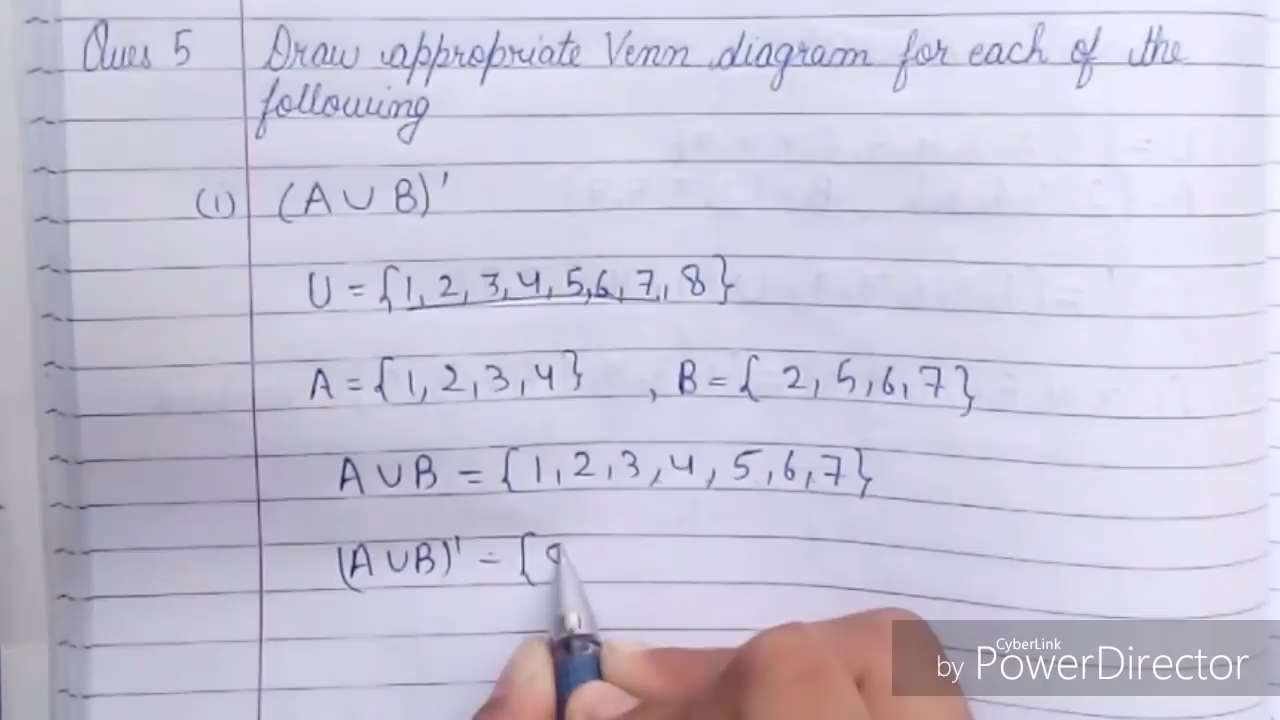 Ques 5 Draw appropriate Venn diagram for each of the
following
(i) (A ∪ B)'
U = {1, 2, 3, 4, 5, 6, 7, 8}
A = {1, 2, 3, 4} , B = { 2, 5, 6, 7}
A ∪ B = {1, 2, 3, 4, 5, 6, 7}
(A ∪ B)' = {
CyberLink
by PowerDirector